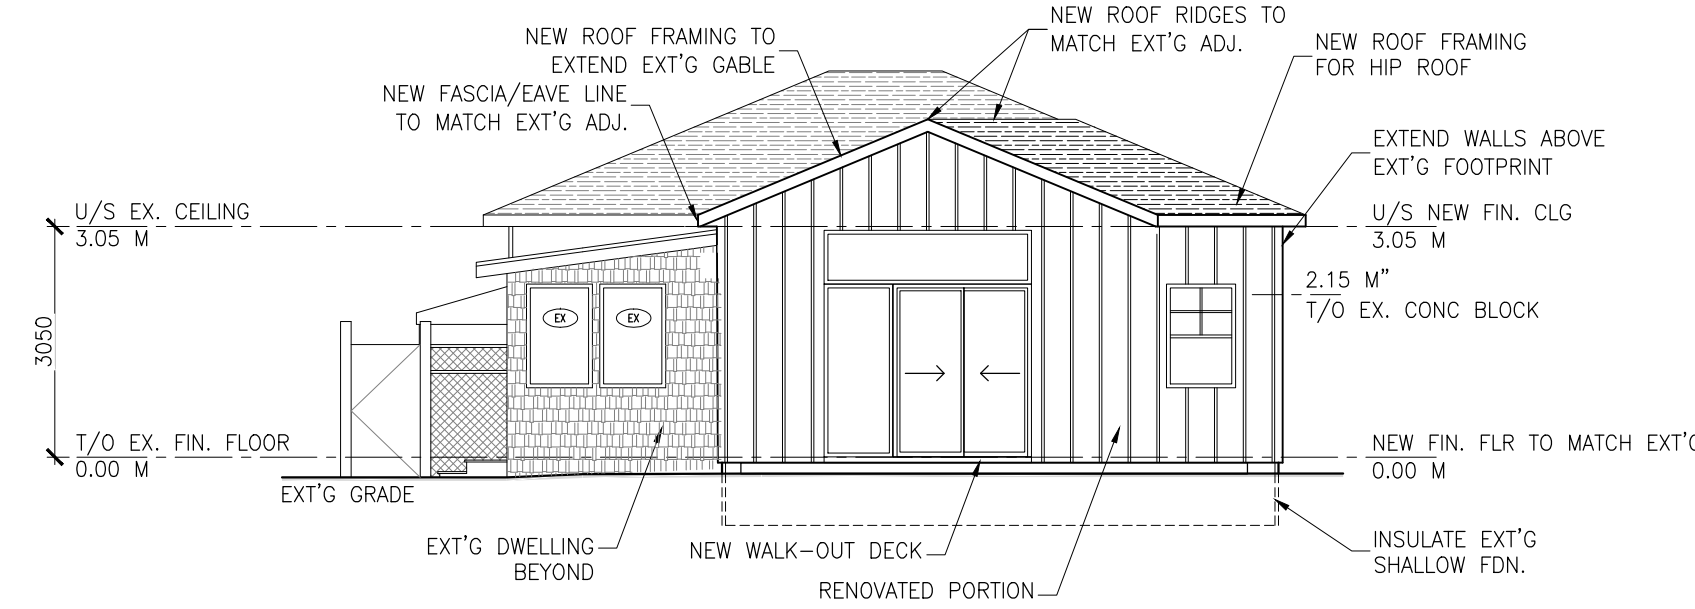 NEW ROOF RIDGES TO
MATCH EXT'G ADJ.
NEW ROOF FRAMING TO
EXTEND EXT'G GABLE
NEW ROOF FRAMING
FOR HIP ROOF
NEW FASCIA/EAVE LINE
TO MATCH EXT'G ADJ.
EXTEND WALLS ABOVE
EXT'G FOOTPRINT
U/S EX. CEILING
3.05 M
U/S NEW FIN. CLG
3.05 M
2.15 M"
T/O EX. CONC BLOCK
EX
EX
3050
T/O EX. FIN. FLOOR
0.00 M
NEW FIN. FLR TO MATCH EXT'G
0.00 M
EXT'G GRADE
EXT'G DWELLING
BEYOND
NEW WALK-OUT DECK
RENOVATED PORTION
INSULATE EXT'G
SHALLOW FDN.